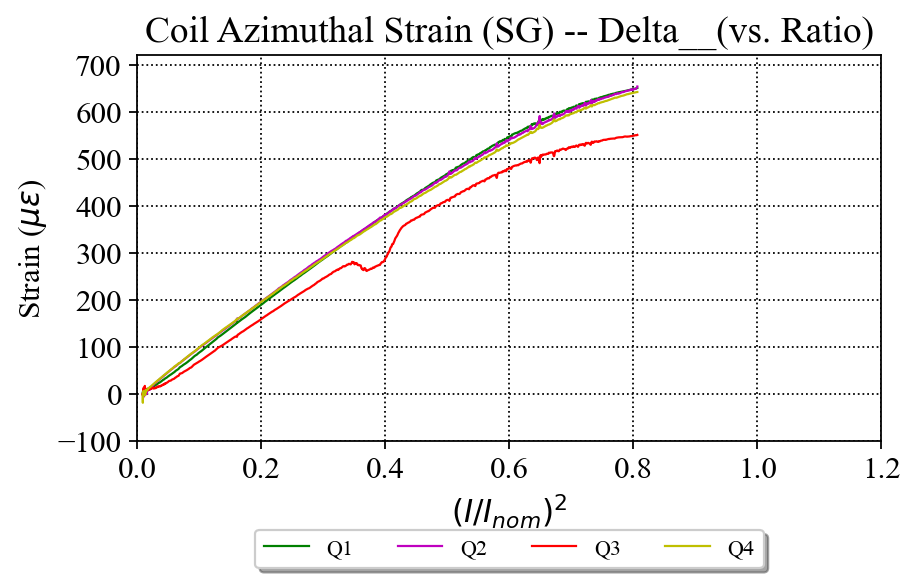 Coil Azimuthal Strain (SG) -- Delta__(vs. Ratio)
700
600
500
400
300
200
100
0
−100
Strain (με)
0.0 0.2 0.4 0.6 0.8 1.0 1.2
(I/I_nom)²
Q1 Q2 Q3 Q4